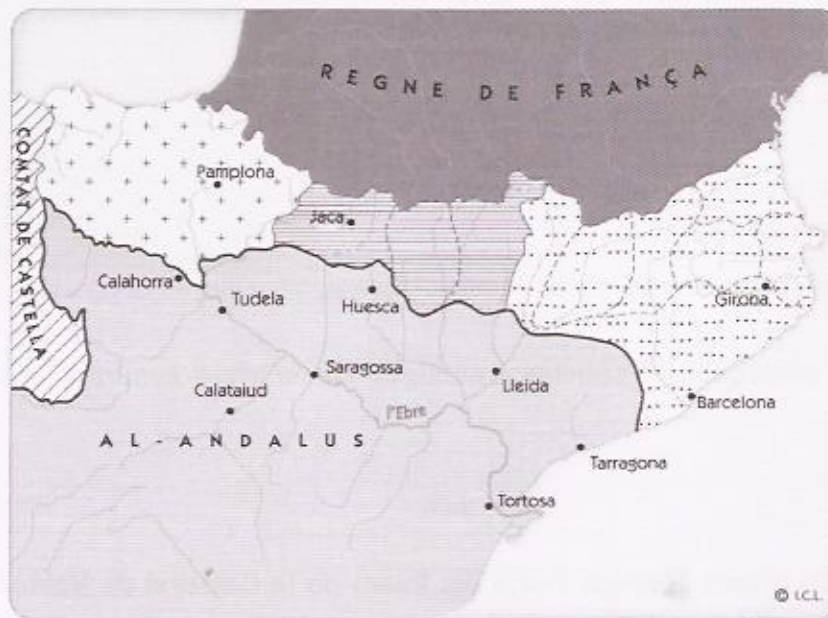 REGNE DE FRANÇA
COMTAT DE CASTELLA
Pamplona
Jaca
Calahorra
Tudela
Huesca
Girona
Saragossa
Lleida
Calataiud
l'Ebre
Barcelona
AL-ANDALUS
Tarragona
Tortosa
© I.C.L.